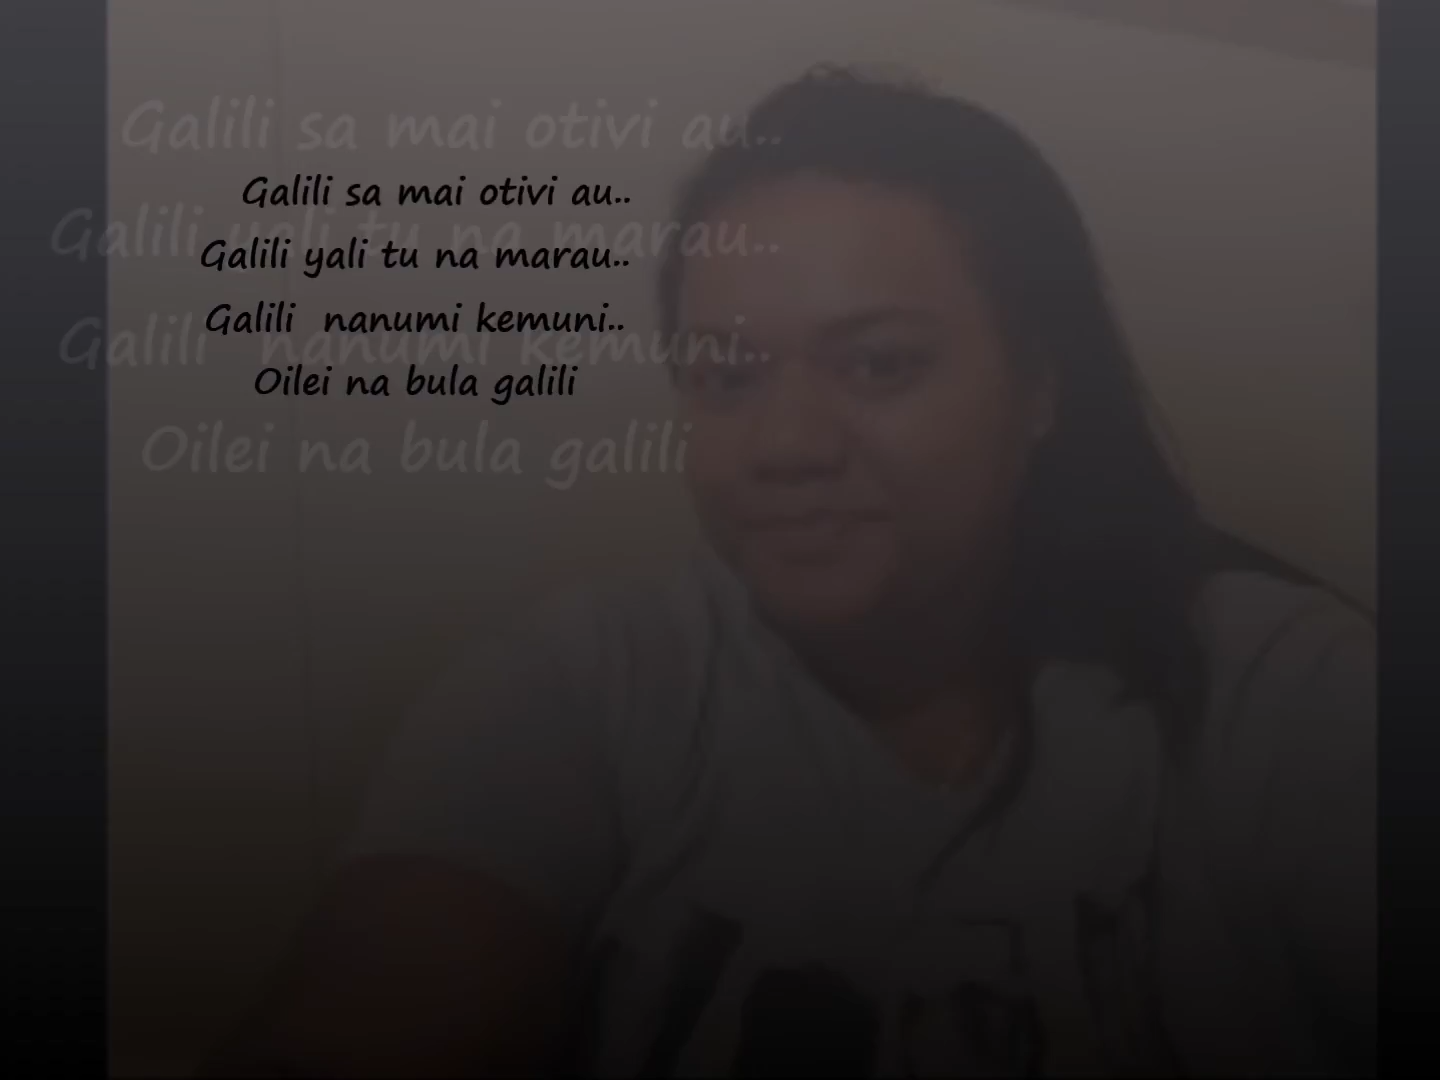 Galili sa mai otivi au..
Galili yali tu na marau..
Galili  nanumi kemuni..
Oilei na bula galili